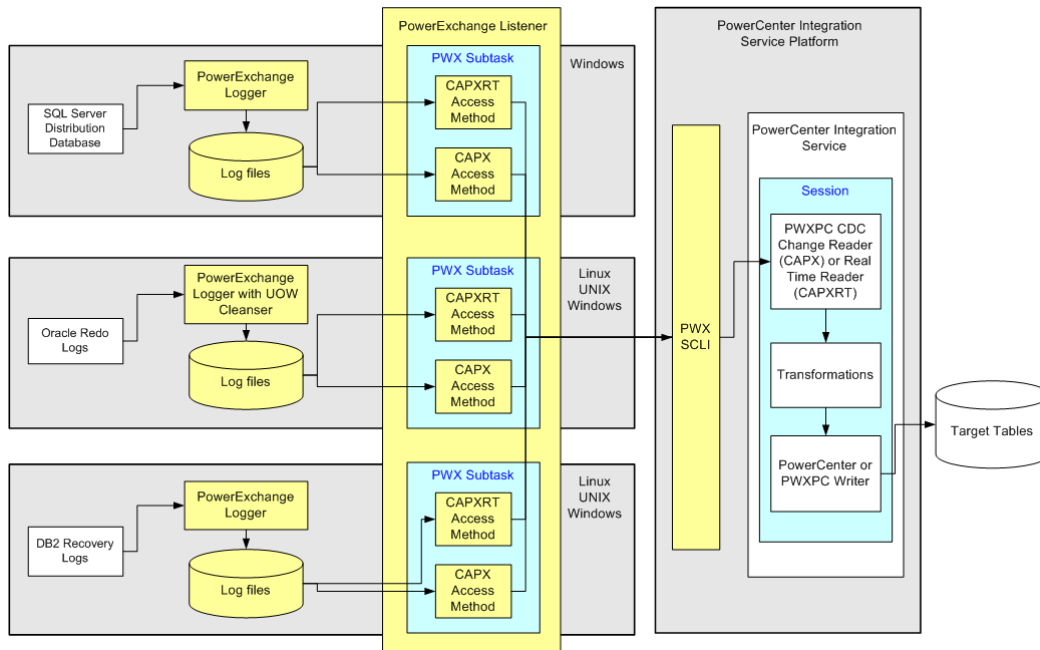 PowerExchange Listener
PowerCenter Integration
Service Platform
Windows
SQL Server
Distribution
Database
PowerExchange
Logger
Log files
PWX Subtask
CAPXRT
Access
Method
CAPX
Access
Method
Linux
UNIX
Windows
Oracle Redo
Logs
PowerExchange
Logger with UOW
Cleanser
Log files
PWX Subtask
CAPXRT
Access
Method
CAPX
Access
Method
Linux
UNIX
Windows
DB2 Recovery
Logs
PowerExchange
Logger
Log files
PWX Subtask
CAPXRT
Access
Method
CAPX
Access
Method
PWX
SCLI
PowerCenter Integration
Service
Session
PWXPC CDC
Change Reader
(CAPX) or Real
Time Reader
(CAPXRT)
Transformations
PowerCenter or
PWXPC Writer
Target Tables